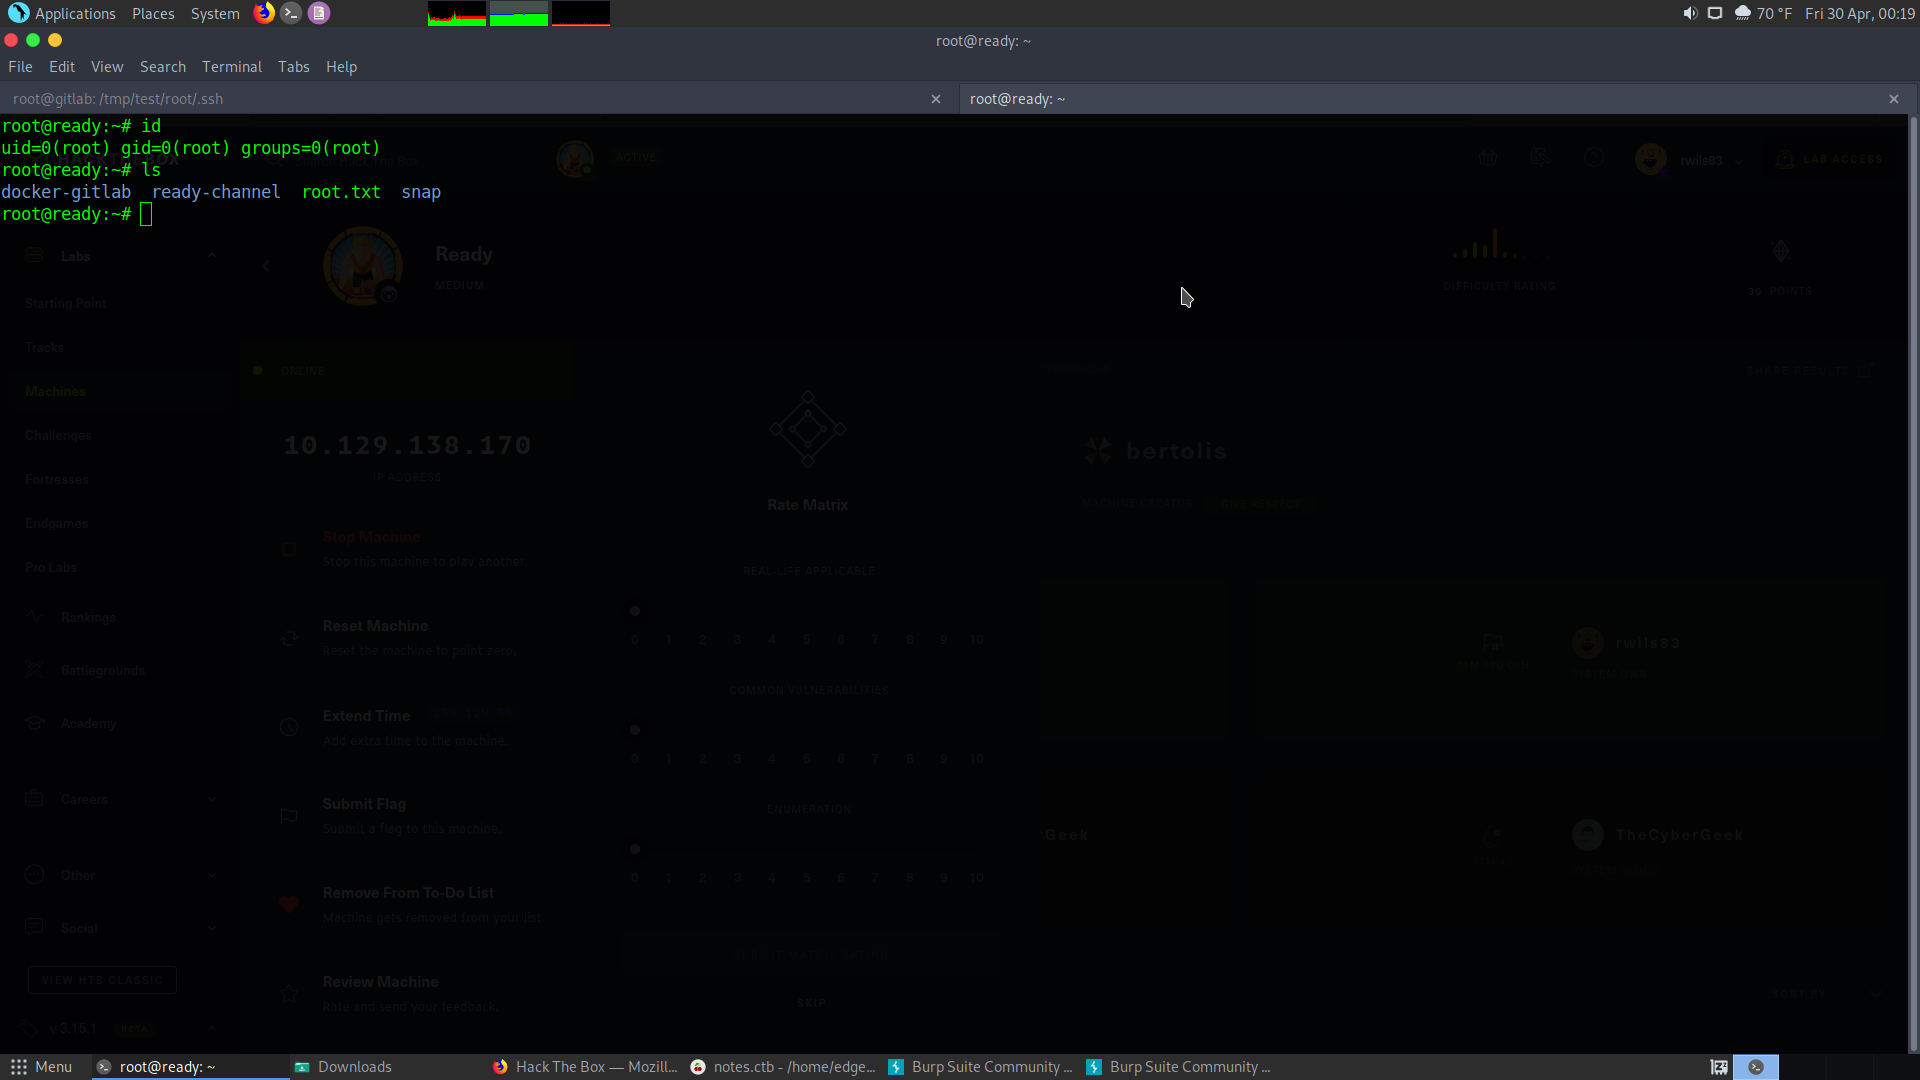 Applications Places System 70 °F Fri 30 Apr, 00:19
root@ready: ~
File Edit View Search Terminal Tabs Help
root@gitlab: /tmp/test/root/.ssh × root@ready: ~ ×
root@ready:~# id
uid=0(root) gid=0(root) groups=0(root)
root@ready:~# ls
docker-gitlab ready-channel root.txt snap
root@ready:~#
ACTIVE
rwils83
LAB ACCESS
Labs
Ready
MEDIUM
DIFFICULTY RATING
30 POINTS
Starting Point
Tracks
Machines
Challenges
Fortresses
Endgames
Pro Labs
Rankings
Battlegrounds
Academy
Careers
Other
Social
VIEW HTB CLASSIC
v 3.15.1 BETA
ONLINE
10.129.138.170
IP ADDRESS
Stop Machine
Stop this machine to play another.
Reset Machine
Reset the machine to point zero.
Extend Time
Add extra time to the machine.
Submit Flag
Submit a flag to this machine.
Remove From To-Do List
Machine gets removed from your list.
Review Machine
Rate and send your feedback.
Rate Matrix
REAL-LIFE APPLICABLE
0 1 2 3 4 5 6 7 8 9 10
COMMON VULNERABILITIES
0 1 2 3 4 5 6 7 8 9 10
ENUMERATION
0 1 2 3 4 5 6 7 8 9 10
SUBMIT MATRIX RATING
SKIP
SHARE RESULTS
bertolis
MACHINE CREATOR GIVE RESPECT
rwils83
Geek
TheCyberGeek
SORT BY
Menu root@ready: ~ Downloads Hack The Box — Mozill... notes.ctb - /home/edge... Burp Suite Community ... Burp Suite Community ...